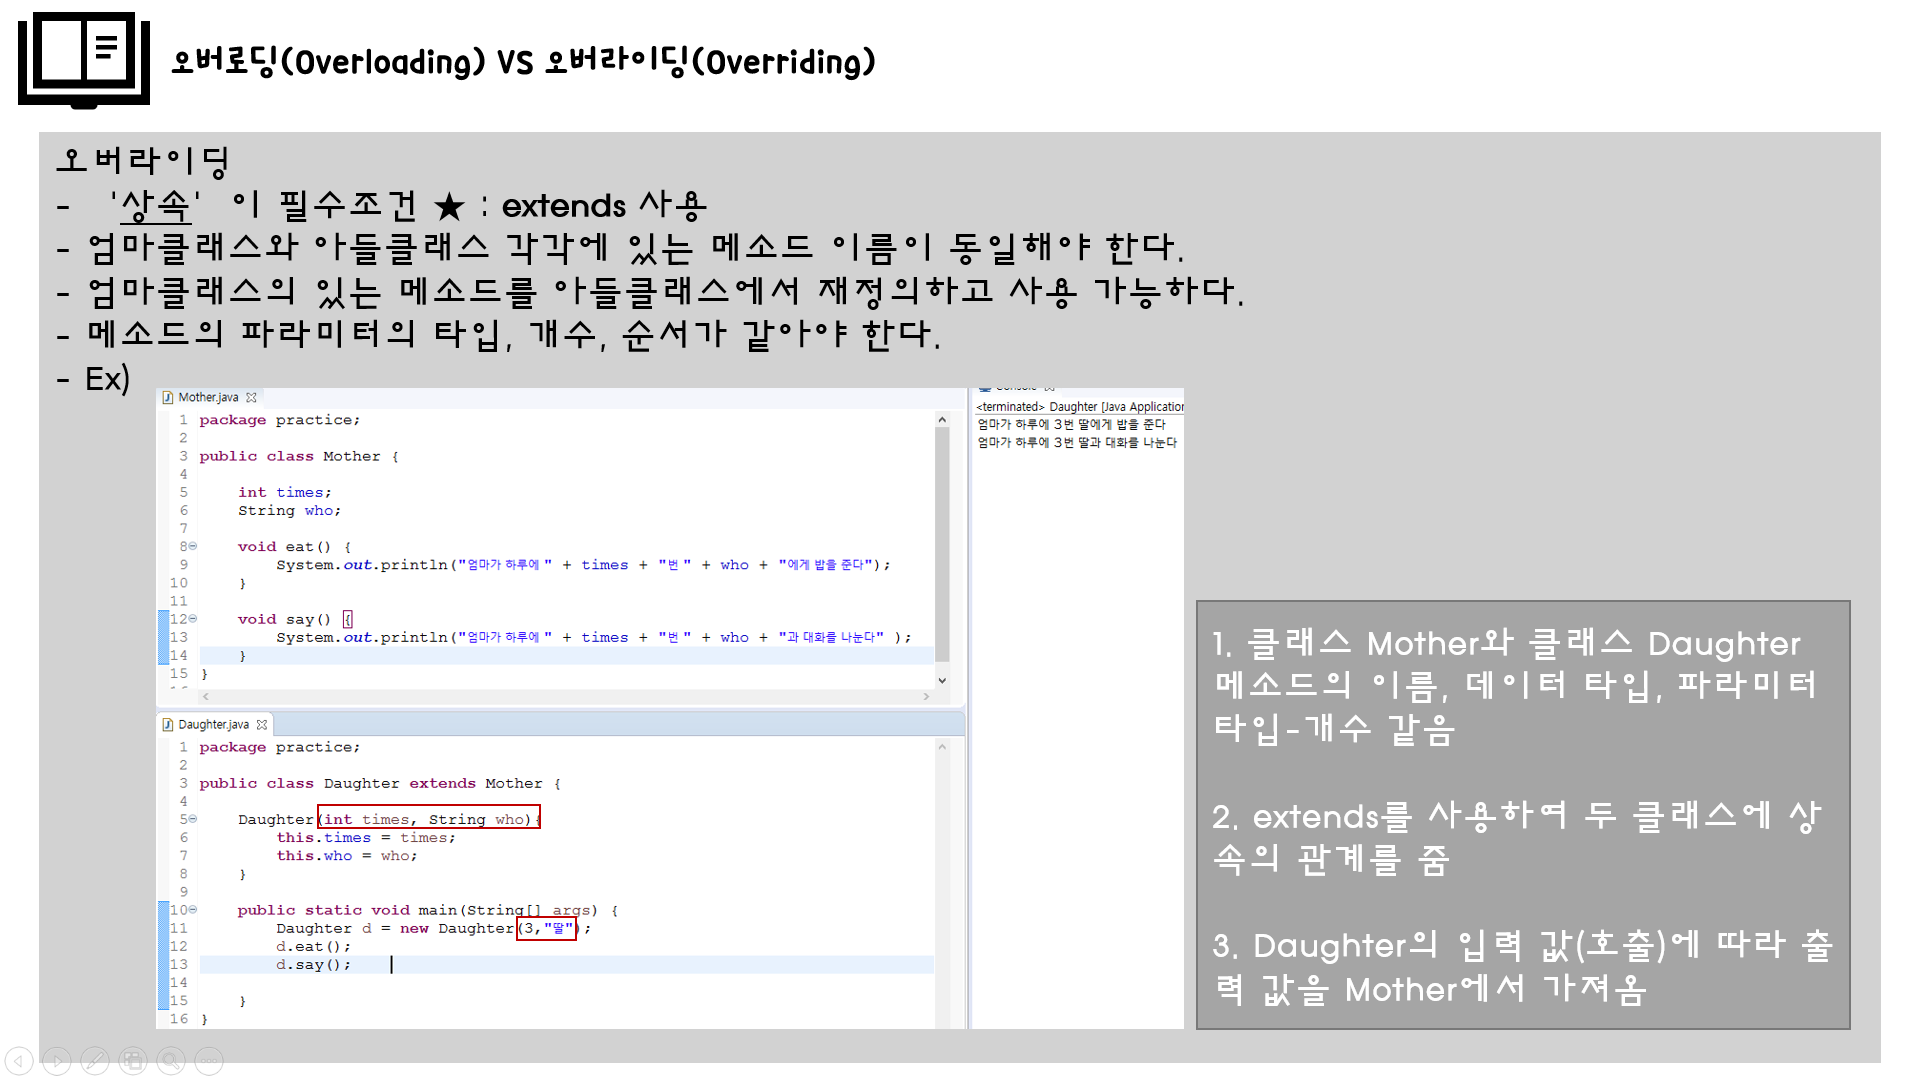 오버로딩(Overloading) VS 오버라이딩(Overriding)
오버라이딩
- '상속' 이 필수조건 ★ : extends 사용
- 엄마클래스와 아들클래스 각각에 있는 메소드 이름이 동일해야 한다.
- 엄마클래스의 있는 메소드를 아들클래스에서 재정의하고 사용 가능하다.
- 메소드의 파라미터의 타입, 개수, 순서가 같아야 한다.
- Ex)
Mother.java
1 package practice;
2
3 public class Mother {
4
5 int times;
6 String who;
7
8 void eat() {
9 System.out.println("엄마가 하루에 " + times + "번 " + who + "에게 밥을 준다");
10 }
11
12 void say() {
13 System.out.println("엄마가 하루에 " + times + "번 " + who + "과 대화를 나눈다" );
14 }
15 }
Daughter.java
1 package practice;
2
3 public class Daughter extends Mother {
4
5 Daughter(int times, String who){
6 this.times = times;
7 this.who = who;
8 }
9
10 public static void main(String[] args) {
11 Daughter d = new Daughter(3,"딸");
12 d.eat();
13 d.say();
14
15 }
16 }
<terminated> Daughter [Java Application
엄마가 하루에 3번 딸에게 밥을 준다
엄마가 하루에 3번 딸과 대화를 나눈다
1. 클래스 Mother와 클래스 Daughter
메소드의 이름, 데이터 타입, 파라미터
타입-개수 같음
2. extends를 사용하여 두 클래스에 상
속의 관계를 줌
3. Daughter의 입력 값(호출)에 따라 출
력 값을 Mother에서 가져옴